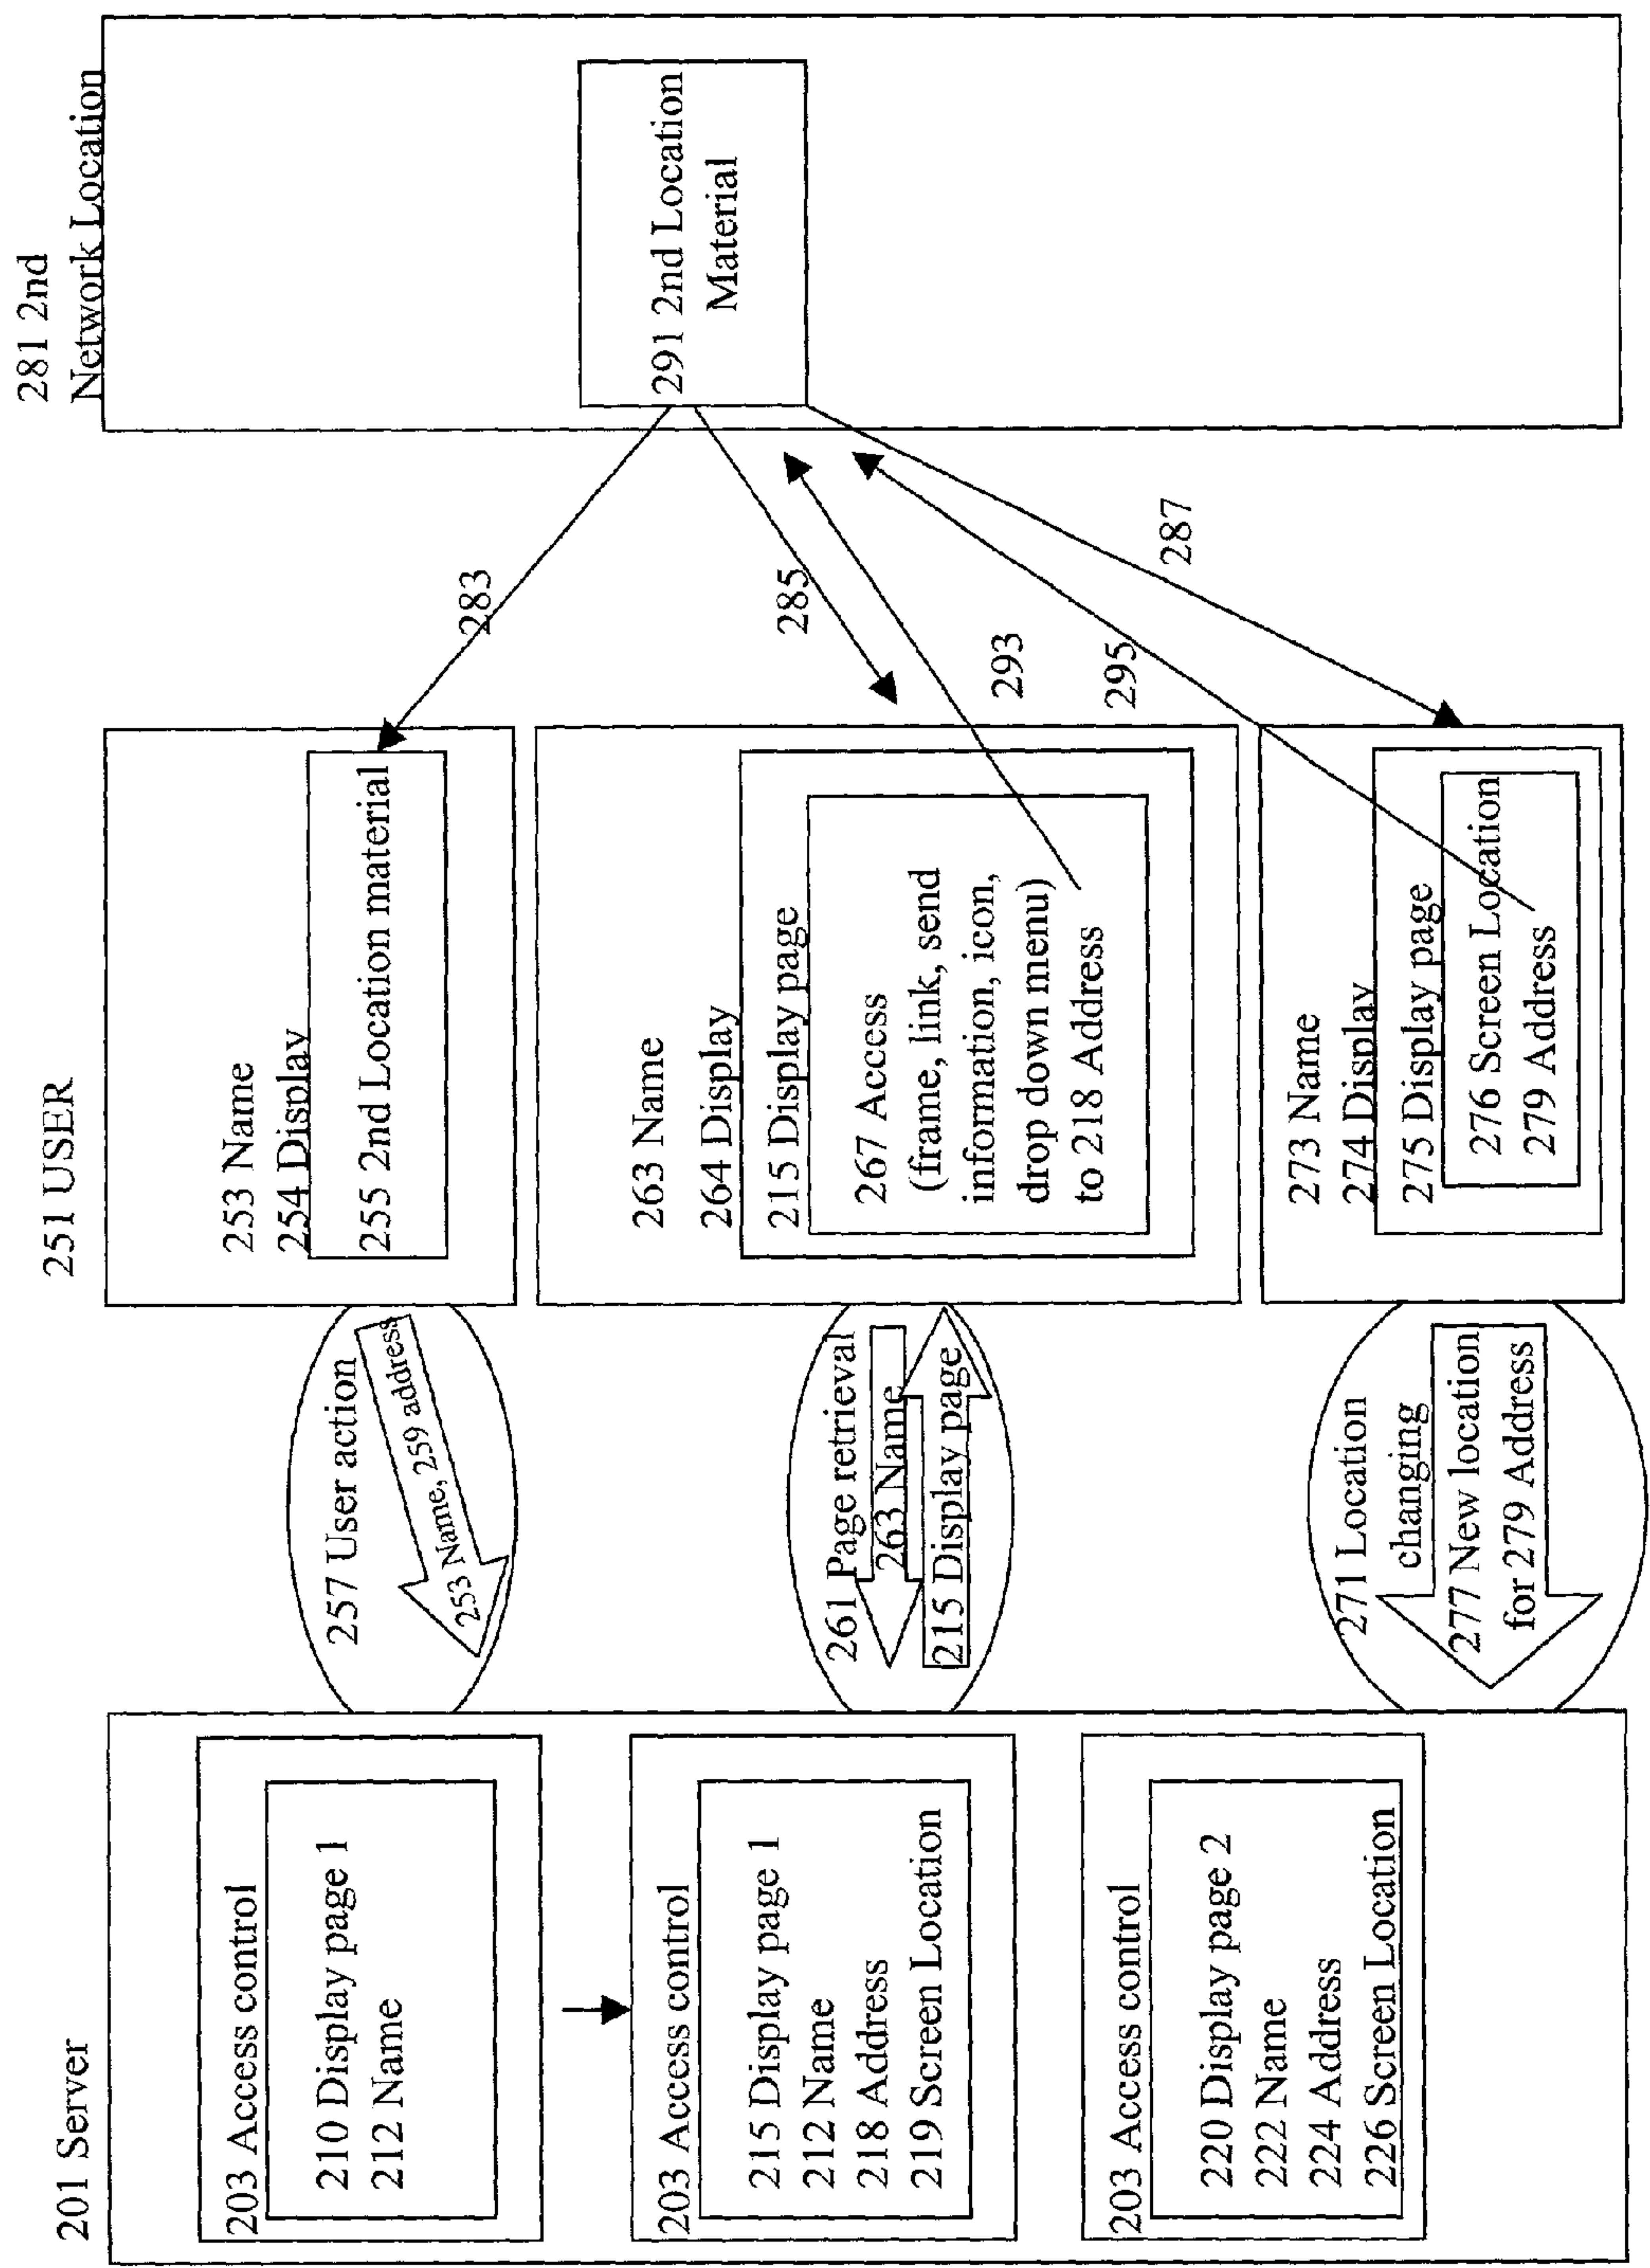 201 Server
203 Access control
210 Display page 1
212 Name
203 Access control
215 Display page 1
212 Name
218 Address
219 Screen Location
203 Access control
220 Display page 2
222 Name
224 Address
226 Screen Location
257 User action
253 Name, 259 address
261 Page retrieval
263 Name
215 Display page
271 Location
changing
277 New location
for 279 Address
251 USER
253 Name
254 Display
255 2nd Location material
263 Name
264 Display
215 Display page
267 Access
(frame, link, send
information, icon,
drop down menu)
to 218 Address
273 Name
274 Display
275 Display page
276 Screen Location
279 Address
283
285
293
295
287
281 2nd
Network Location
291 2nd Location
Material